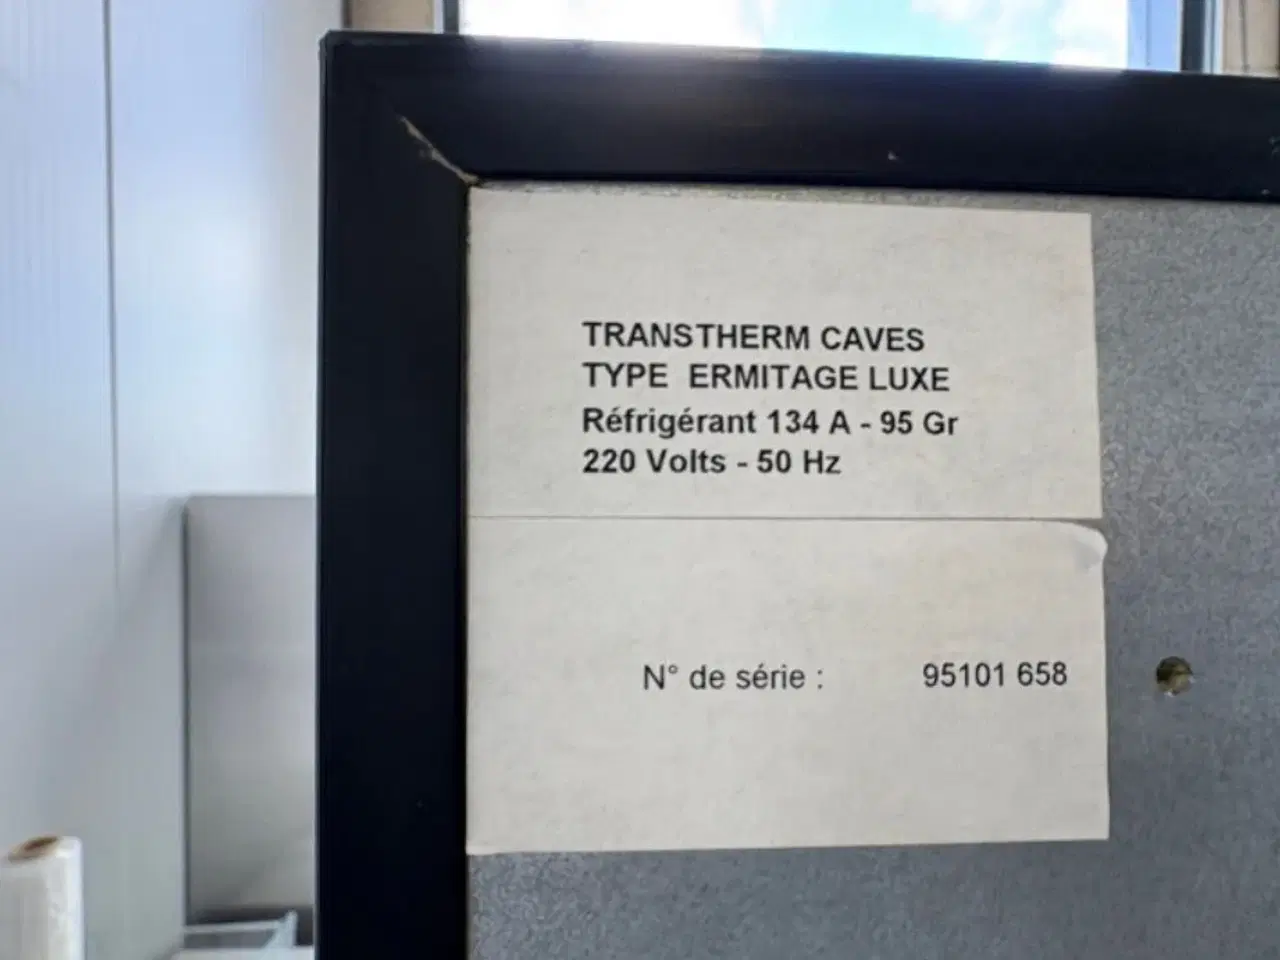 TRANSTHERM CAVES
TYPE ERMITAGE LUXE
Réfrigérant 134 A - 95 Gr
220 Volts - 50 Hz
N° de série : 95101 658